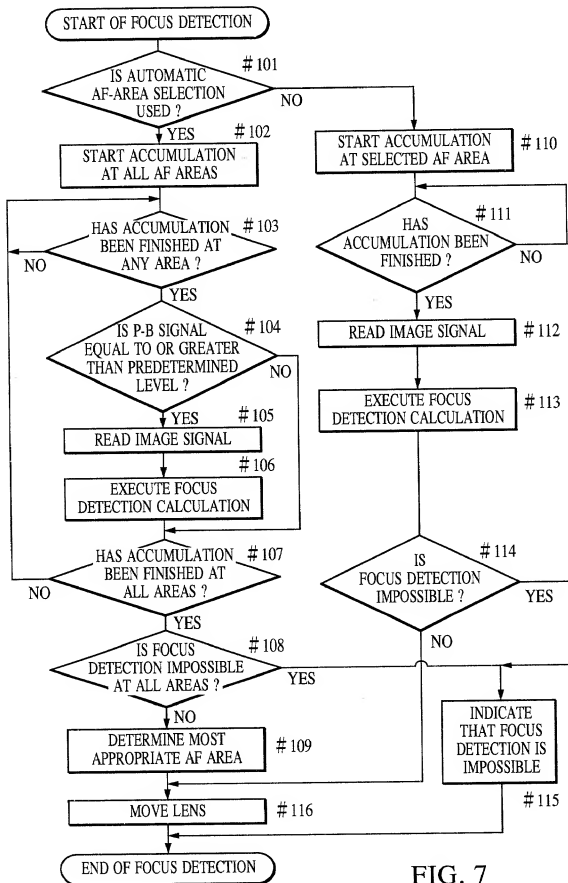 START OF FOCUS DETECTION
#101
IS AUTOMATIC
AF-AREA SELECTION
USED ?
NO
YES
#102
START ACCUMULATION
AT ALL AF AREAS
#103
HAS ACCUMULATION
BEEN FINISHED AT
ANY AREA ?
NO
YES
#104
IS P-B SIGNAL
EQUAL TO OR GREATER
THAN PREDETERMINED
LEVEL ?
NO
YES
#105
READ IMAGE SIGNAL
#106
EXECUTE FOCUS
DETECTION CALCULATION
#107
HAS ACCUMULATION
BEEN FINISHED AT
ALL AREAS ?
NO
YES
#108
IS FOCUS
DETECTION IMPOSSIBLE
AT ALL AREAS ?
YES
NO
DETERMINE MOST
APPROPRIATE AF AREA
#109
MOVE LENS
#116
END OF FOCUS DETECTION
START ACCUMULATION
AT SELECTED AF AREA
#110
#111
HAS
ACCUMULATION BEEN
FINISHED ?
NO
YES
READ IMAGE SIGNAL
#112
EXECUTE FOCUS
DETECTION CALCULATION
#113
#114
IS
FOCUS DETECTION
IMPOSSIBLE ?
YES
NO
INDICATE
THAT FOCUS
DETECTION IS
IMPOSSIBLE
#115
FIG. 7